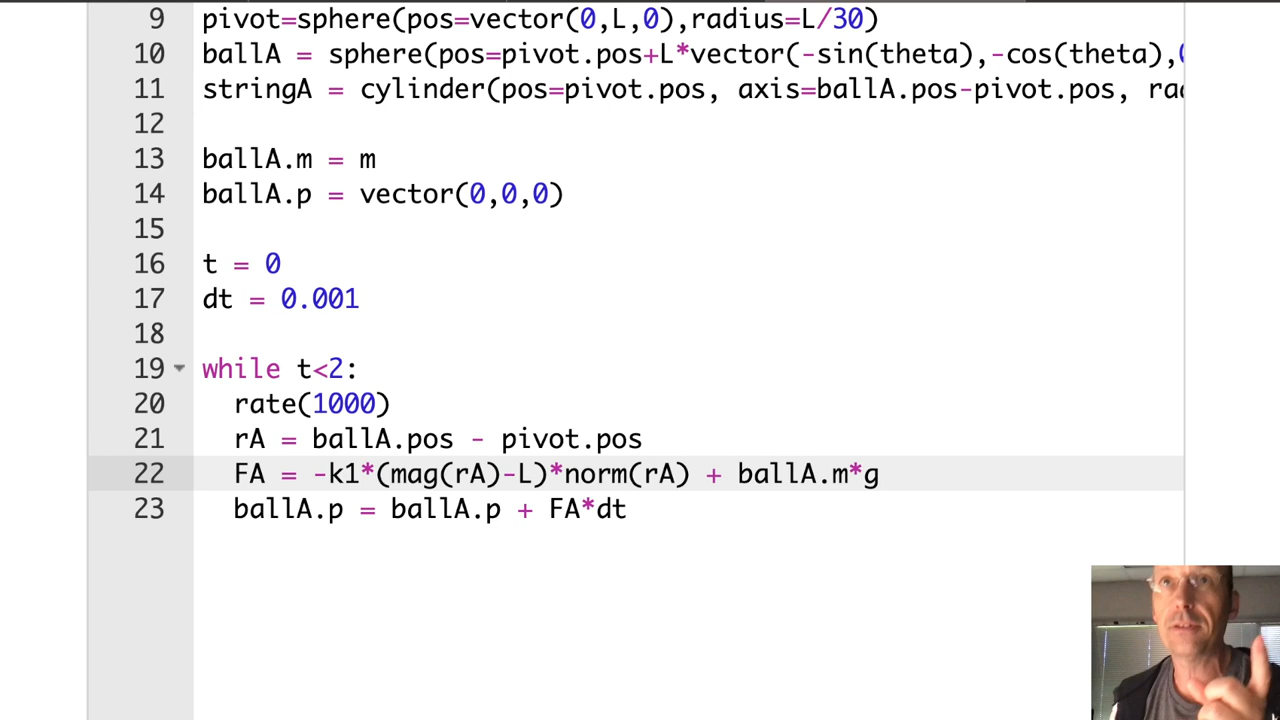 9 pivot=sphere(pos=vector(0,L,0),radius=L/30)
10 ballA = sphere(pos=pivot.pos+L*vector(-sin(theta),-cos(theta),
11 stringA = cylinder(pos=pivot.pos, axis=ballA.pos-pivot.pos,
12
13 ballA.m = m
14 ballA.p = vector(0,0,0)
15
16 t = 0
17 dt = 0.001
18
19 while t<2:
20 rate(1000)
21 rA = ballA.pos - pivot.pos
22 FA = -k1*(mag(rA)-L)*norm(rA) + ballA.m*g
23 ballA.p = ballA.p + FA*dt